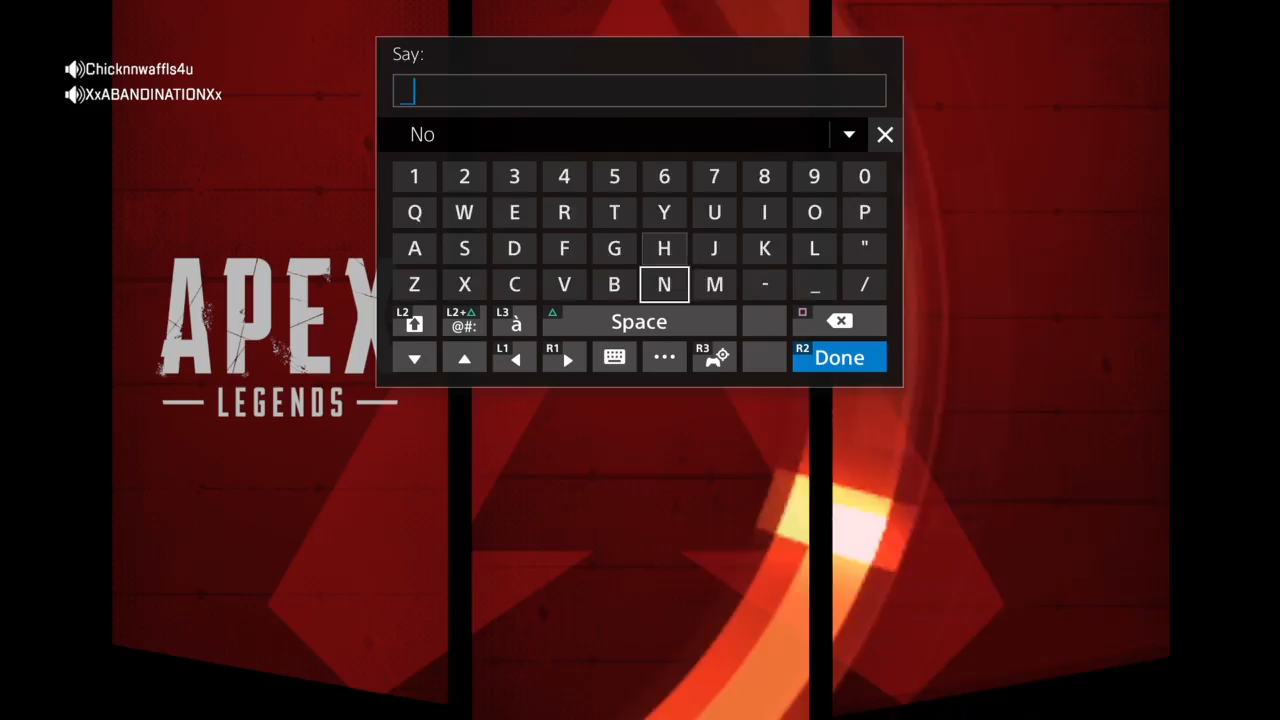 Say:
Chicknnwaffls4u
XxABANDINATIONXx
_
No
1 2 3 4 5 6 7 8 9 0
Q W E R T Y U I O P
A S D F G H J K L "
Z X C V B N M - _ /
L2 L2+△ @#: L3 à △ Space
L1 R1 ... R3 R2 Done
APEX
LEGENDS